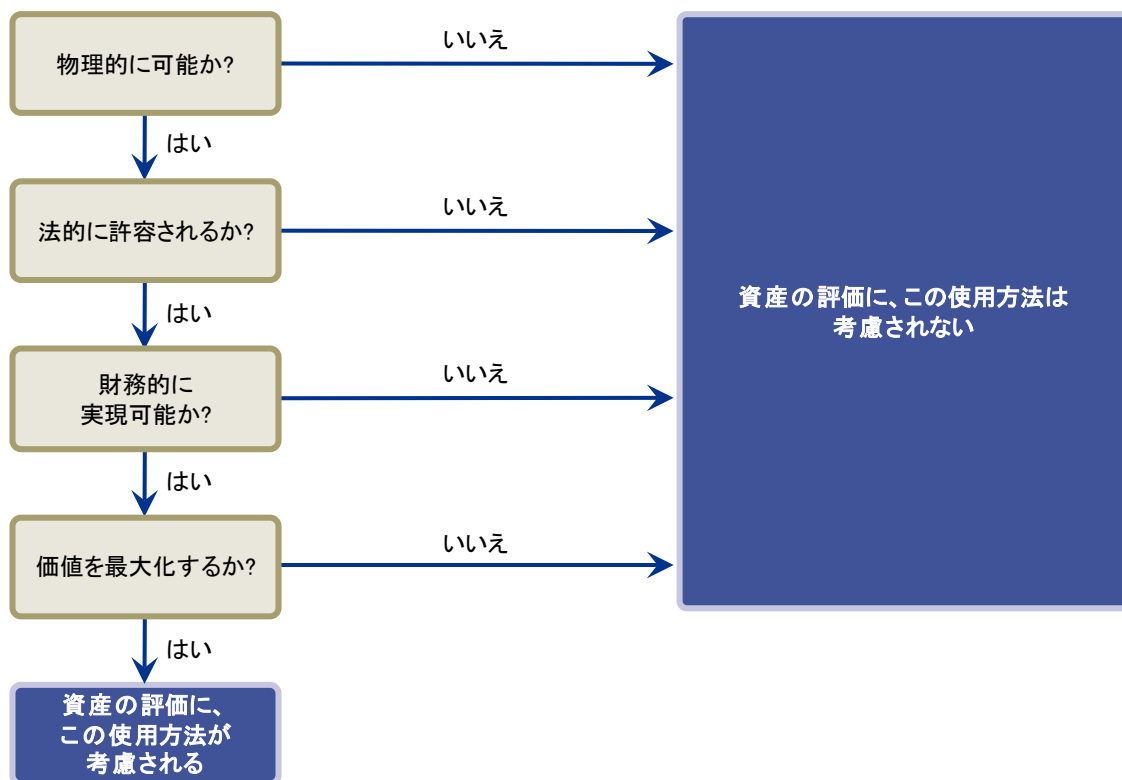 物理的に可能か?
いいえ
はい
法的に許容されるか?
いいえ
資産の評価に、この使用方法は
考慮されない
はい
財務的に
実現可能か?
いいえ
はい
価値を最大化するか?
いいえ
はい
資産の評価に、
この使用方法が
考慮される